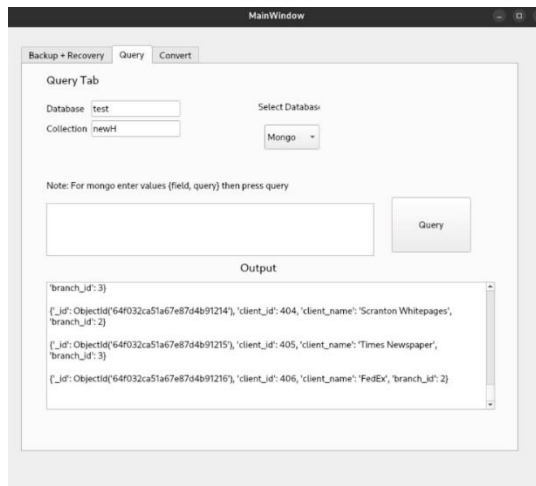 MainWindow
Backup + Recovery Query Convert
Query Tab
Database test
Select Databas
Collection newH
Mongo
Note: For mongo enter values {field, query} then press query
Query
Output
'branch_id': 3}
{'_id': ObjectId('64f032ca51a67e87d4b91214'), 'client_id': 404, 'client_name': 'Scranton Whitepages',
'branch_id': 2}
{'_id': ObjectId('64f032ca51a67e87d4b91215'), 'client_id': 405, 'client_name': 'Times Newspaper',
'branch_id': 3}
{'_id': ObjectId('64f032ca51a67e87d4b91216'), 'client_id': 406, 'client_name': 'FedEx', 'branch_id': 2}